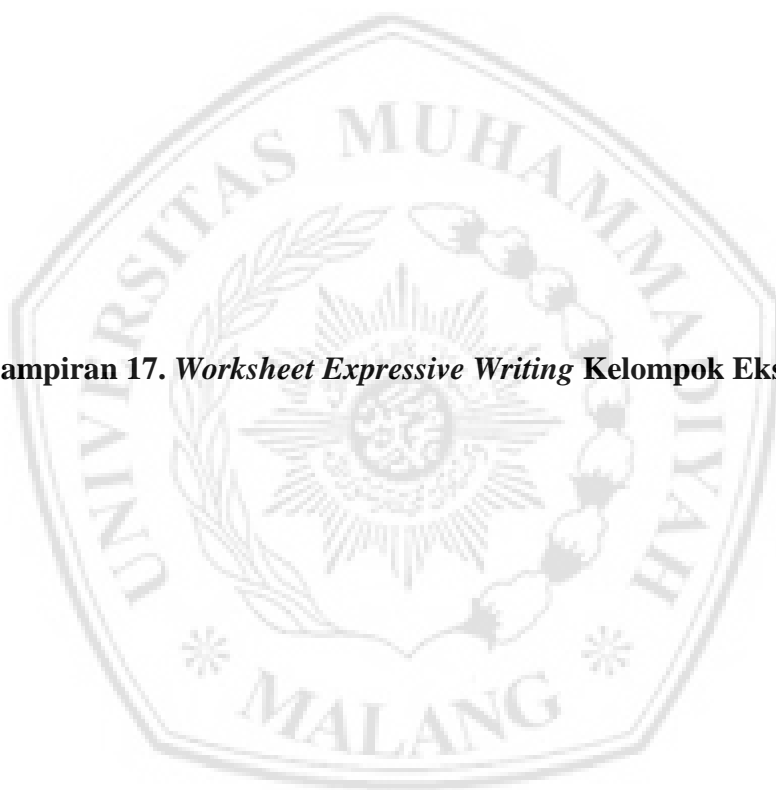 UNIVERSITAS MUHAMMADIYAH
ampiran 17. Worksheet Expressive Writing Kelompok Eks
MALANG